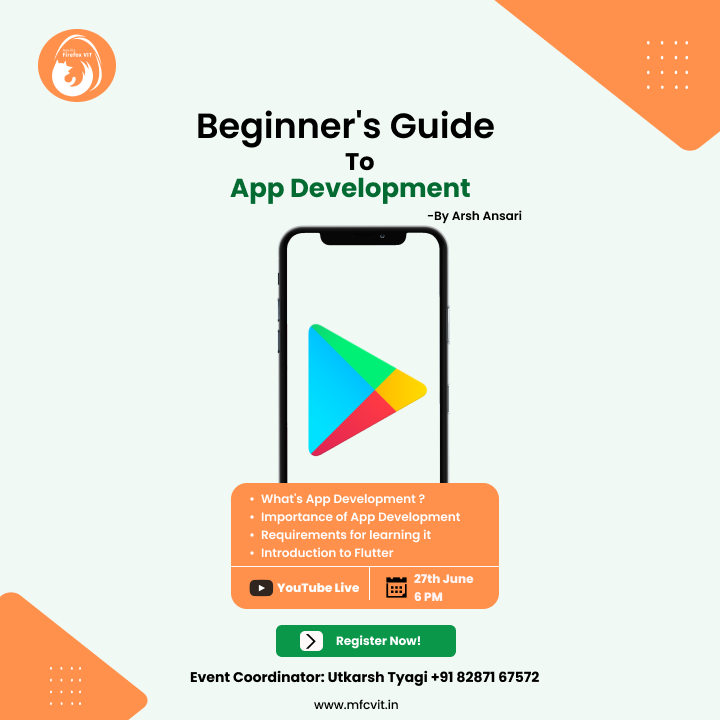 Firefox VIT
Beginner's Guide
To
App Development
-By Arsh Ansari
• What's App Development ?
• Importance of App Development
• Requirements for learning it
• Introduction to Flutter
YouTube Live
27th June
6 PM
Register Now!
Event Coordinator: Utkarsh Tyagi +91 82871 67572
www.mfcvit.in